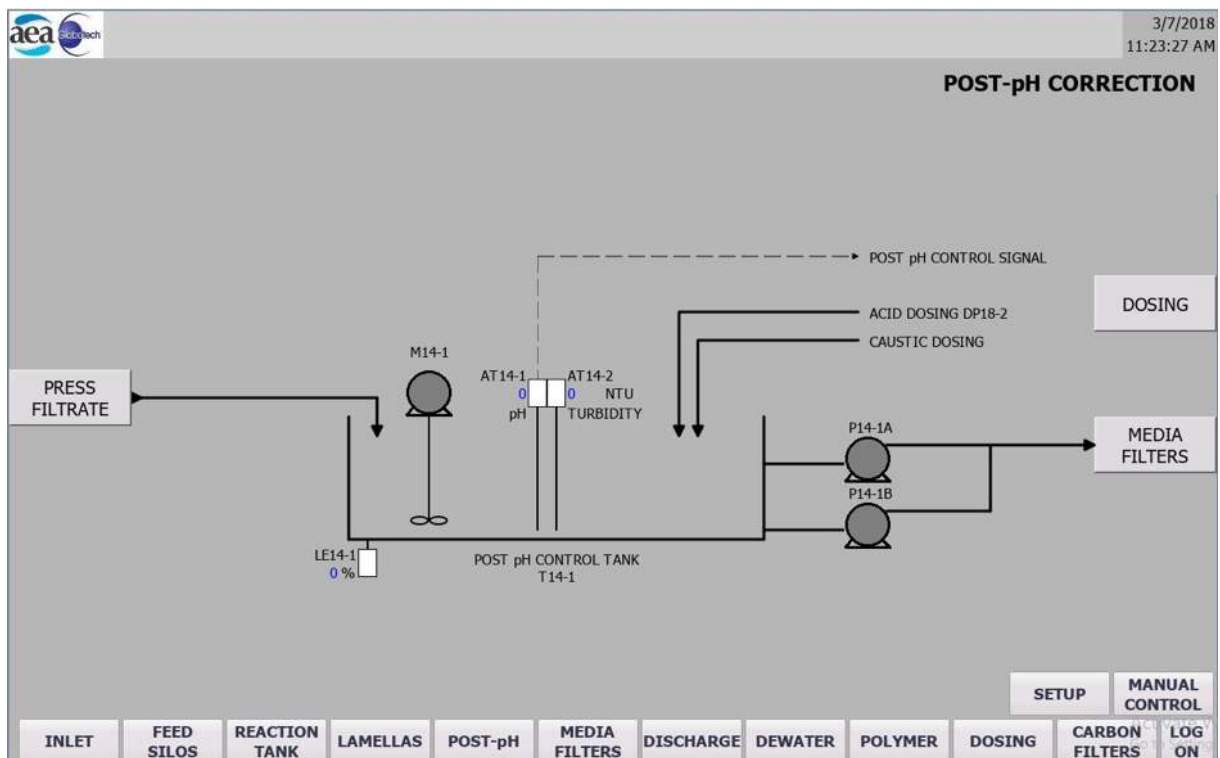 aea Globotech
3/7/2018
11:23:27 AM
POST-pH CORRECTION
POST pH CONTROL SIGNAL
DOSING
ACID DOSING DP18-2
CAUSTIC DOSING
M14-1
AT14-1
0
pH
AT14-2
0 NTU
TURBIDITY
PRESS
FILTRATE
P14-1A
MEDIA
FILTERS
P14-1B
LE14-1
0 %
POST pH CONTROL TANK
T14-1
SETUP
MANUAL
CONTROL
INLET
FEED
SILOS
REACTION
TANK
LAMELLAS
POST-pH
MEDIA
FILTERS
DISCHARGE
DEWATER
POLYMER
DOSING
CARBON
FILTERS
LOG
ON